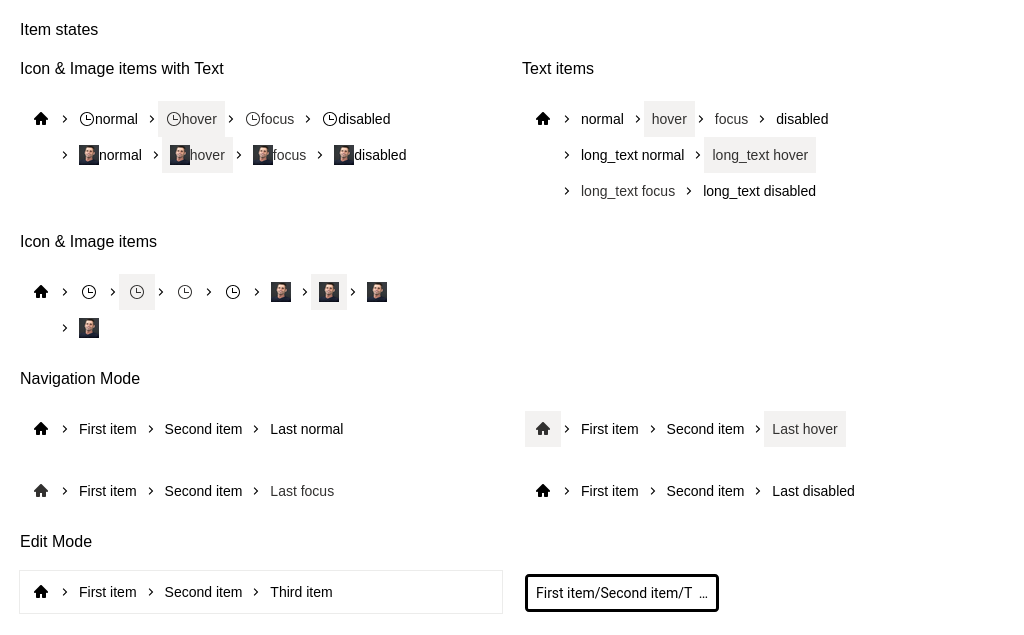 Item states
Icon & Image items with Text
normal hover focus disabled
normal hover focus disabled
Text items
normal hover focus disabled
long_text normal long_text hover
long_text focus long_text disabled
Icon & Image items
Navigation Mode
First item Second item Last normal
First item Second item Last hover
First item Second item Last focus
First item Second item Last disabled
Edit Mode
First item Second item Third item
First item/Second item/T ...